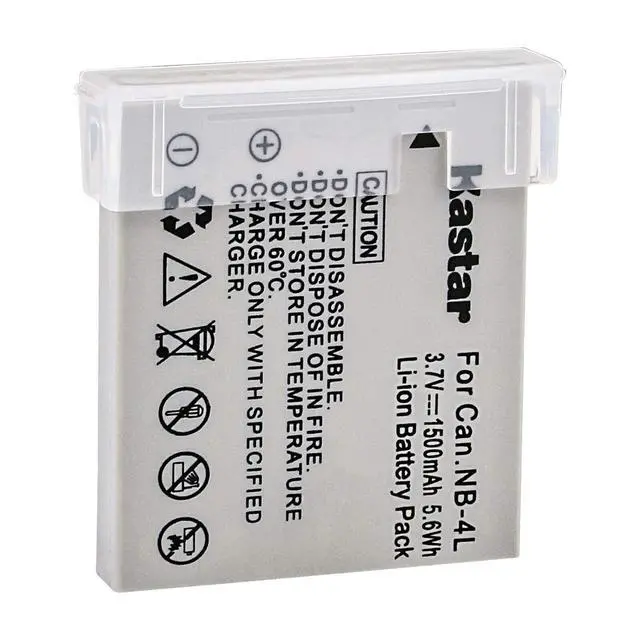 Kastar
For Can.NB-4L
3.7V⎓1500mAh 5.6Wh
Li-ion Battery Pack
CAUTION
•DON'T DISASSEMBLE.
•DON'T DISPOSE OF IN FIRE.
•DON'T STORE IN TEMPERATURE
OVER 60°C.
•CHARGE ONLY WITH SPECIFIED
CHARGER.